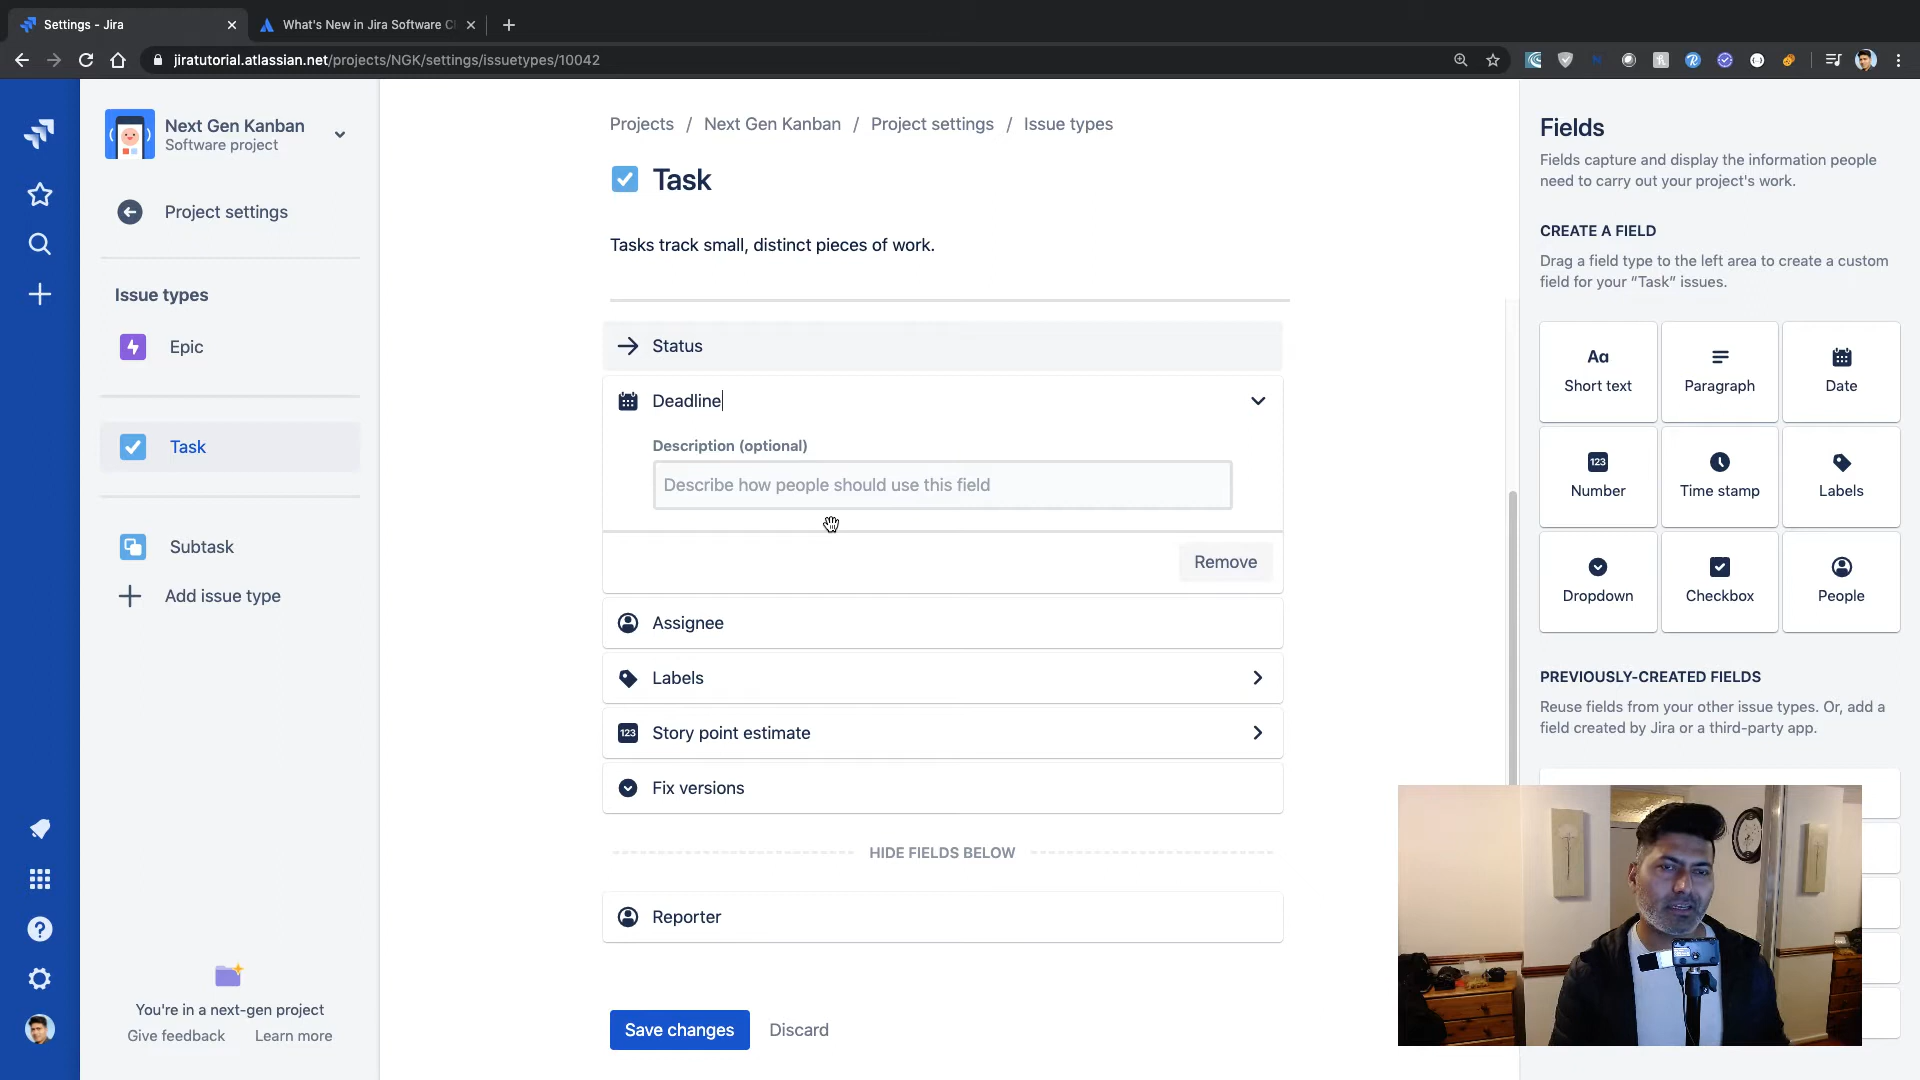 Settings - Jira
What's New in Jira Software Cl
jiratutorial.atlassian.net/projects/NGK/settings/issuetypes/10042
Next Gen Kanban
Software project
Project settings
Issue types
Epic
Task
Subtask
Add issue type
You're in a next-gen project
Give feedback Learn more
Projects / Next Gen Kanban / Project settings / Issue types
Task
Tasks track small, distinct pieces of work.
Status
Deadline
Description (optional)
Describe how people should use this field
Remove
Assignee
Labels
123 Story point estimate
Fix versions
HIDE FIELDS BELOW
Reporter
Save changes Discard
Fields
Fields capture and display the information people
need to carry out your project's work.
CREATE A FIELD
Drag a field type to the left area to create a custom
field for your “Task” issues.
Aa
Short text Paragraph Date
123
Number Time stamp Labels
Dropdown Checkbox People
PREVIOUSLY-CREATED FIELDS
Reuse fields from your other issue types. Or, add a
field created by Jira or a third-party app.